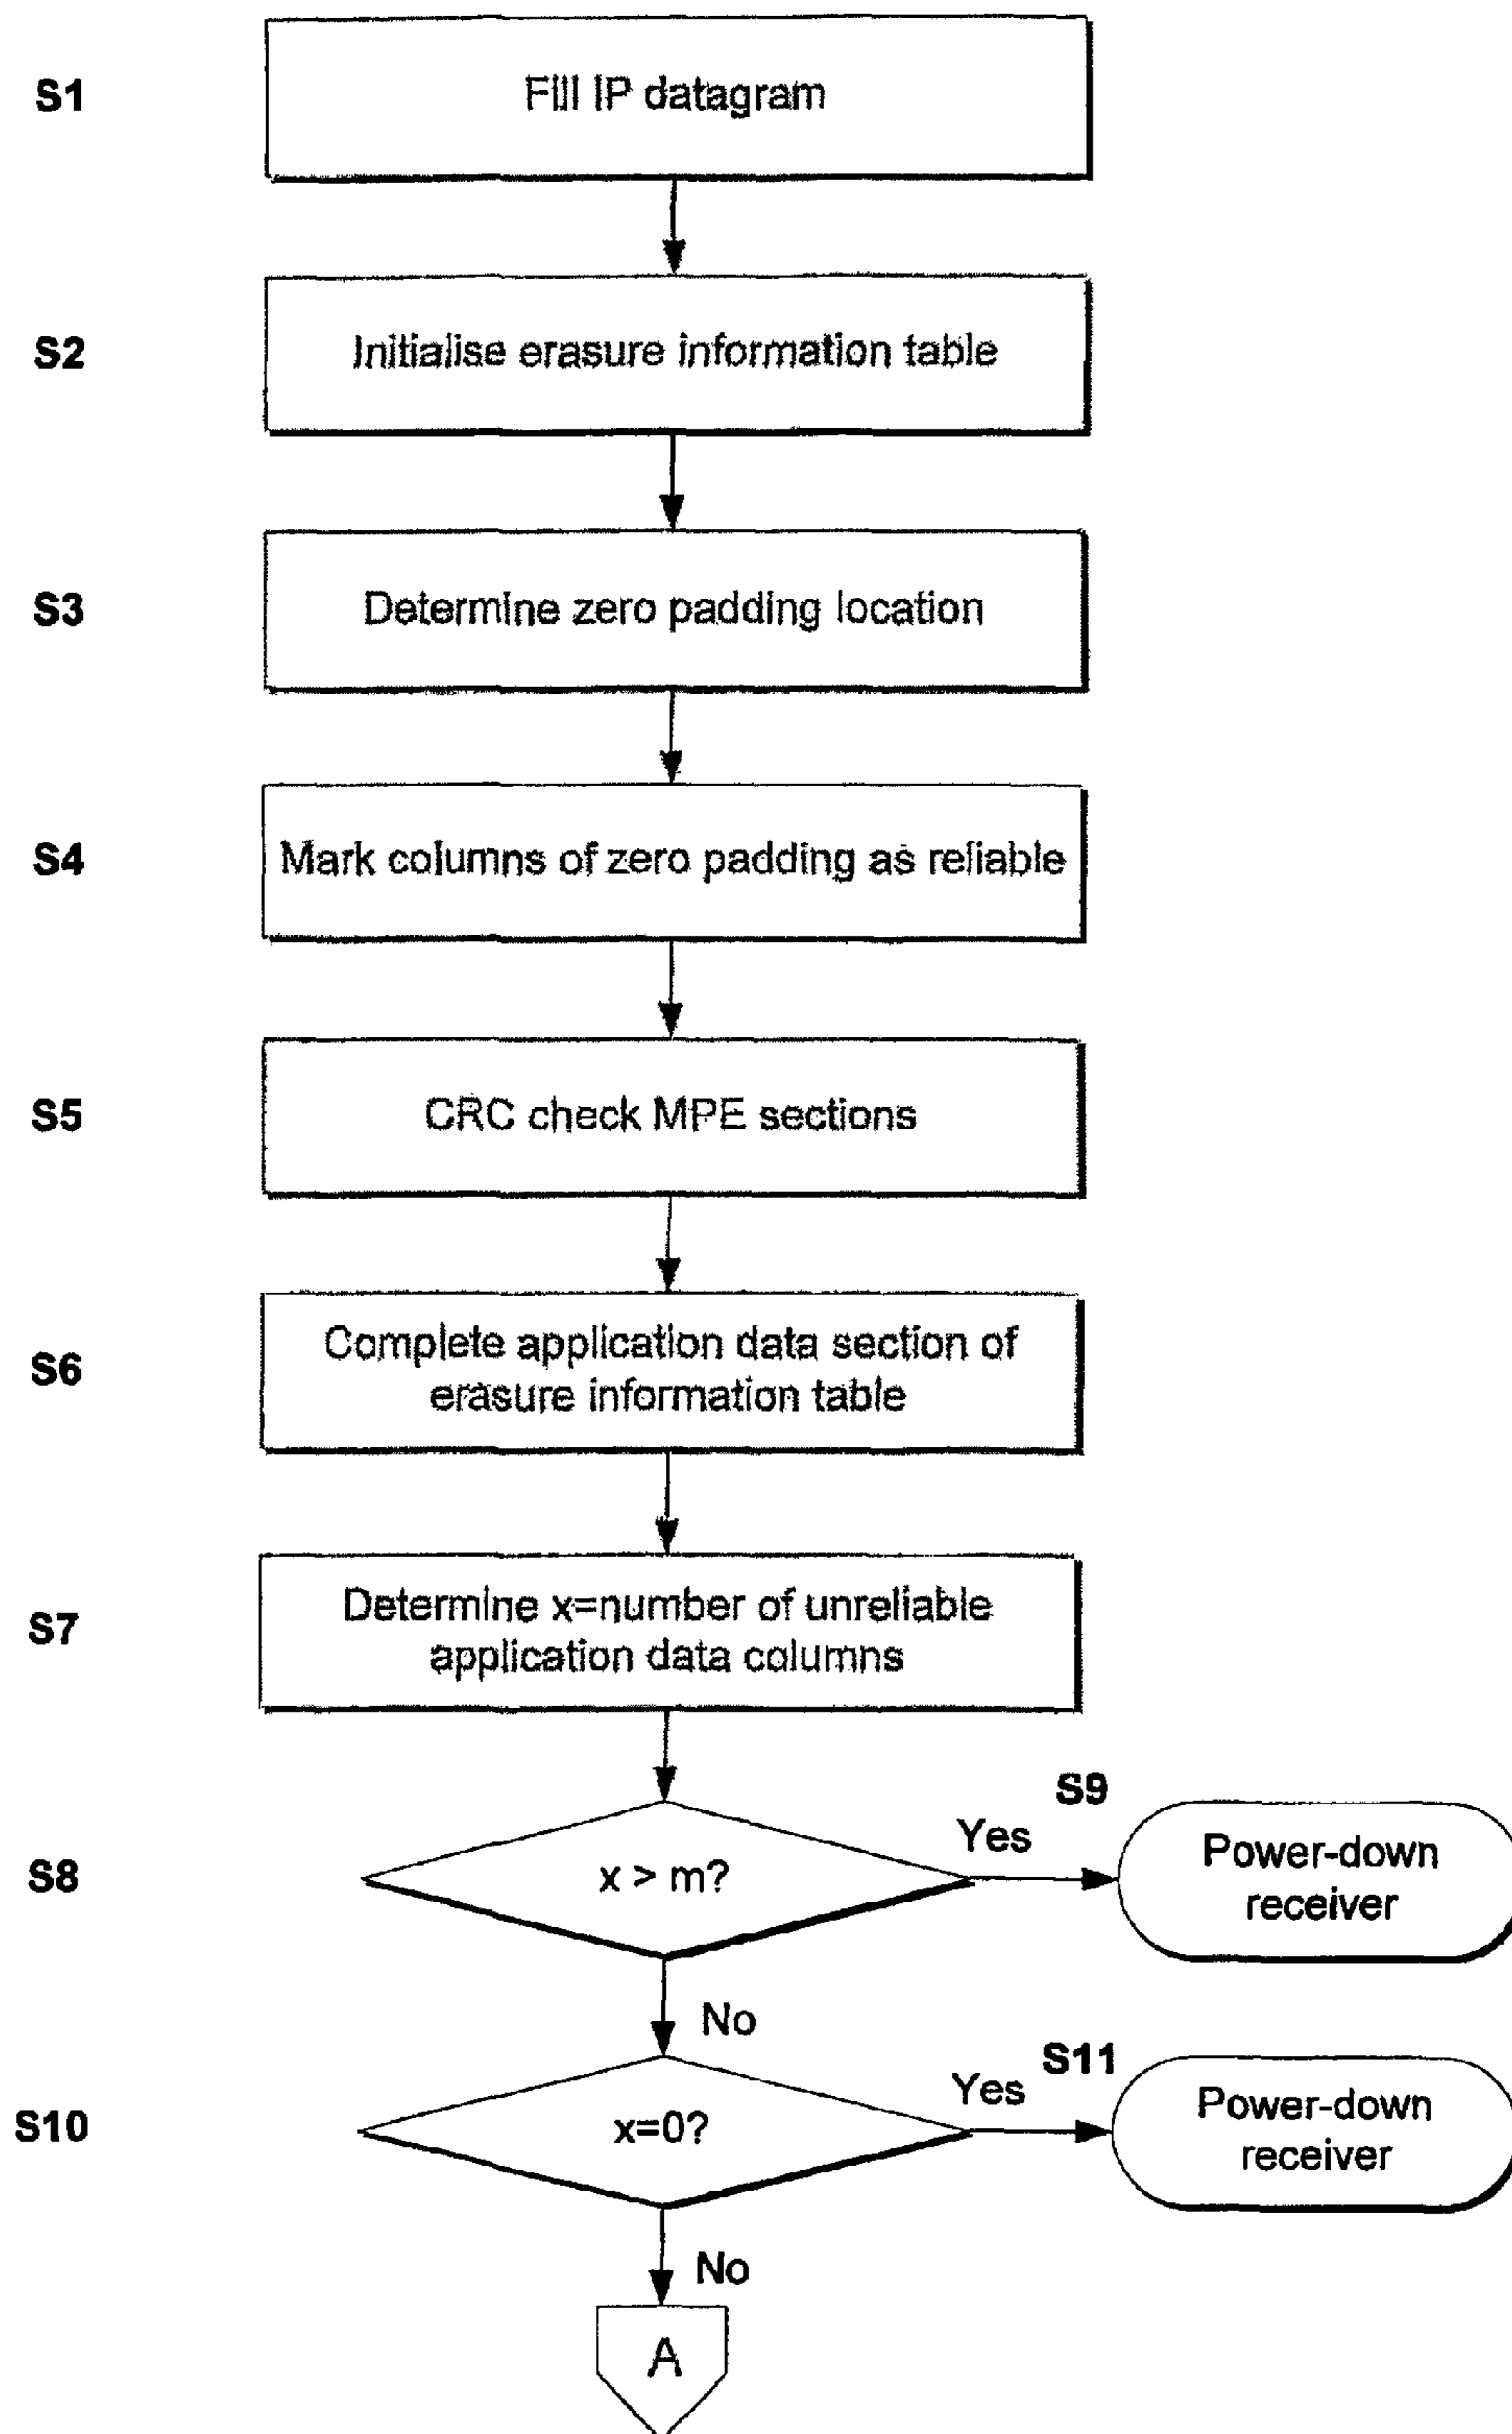 S1
Fill IP datagram
S2
Initialise erasure information table
S3
Determine zero padding location
S4
Mark columns of zero padding as reliable
S5
CRC check MPE sections
S6
Complete application data section of
erasure information table
S7
Determine x=number of unreliable
application data columns
S8
x > m?
Yes
S9
Power-down
receiver
No
S10
x=0?
Yes
S11
Power-down
receiver
No
A